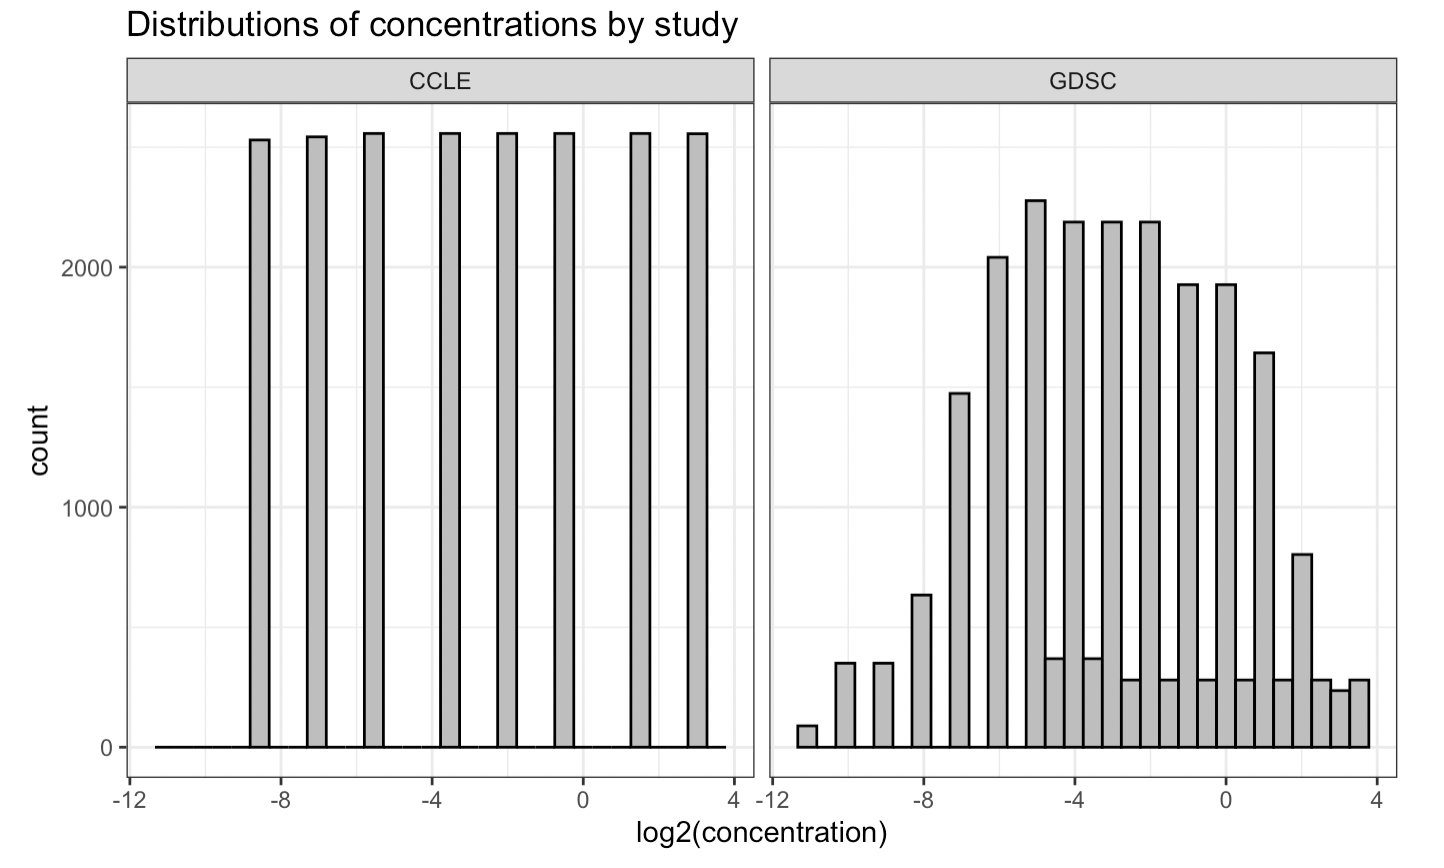 Distributions of concentrations by study
CCLE
GDSC
count
2000
1000
0
-12 -8 -4 0 4
-12 -8 -4 0 4
log2(concentration)